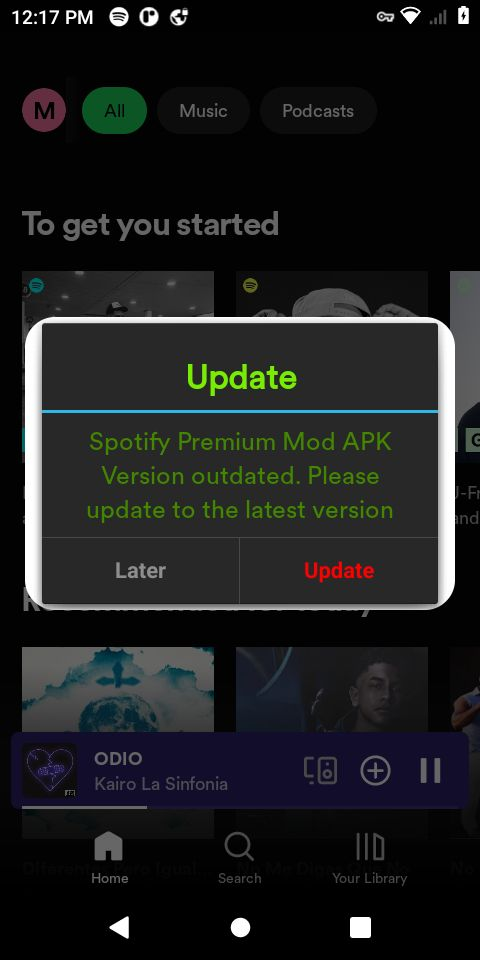 12:17 PM
M
All
Music
Podcasts
To get you started
Update
Spotify Premium Mod APK
Version outdated. Please
update to the latest version
Later
Update
ODIO
Kairo La Sinfonia
Home
Search
Your Library